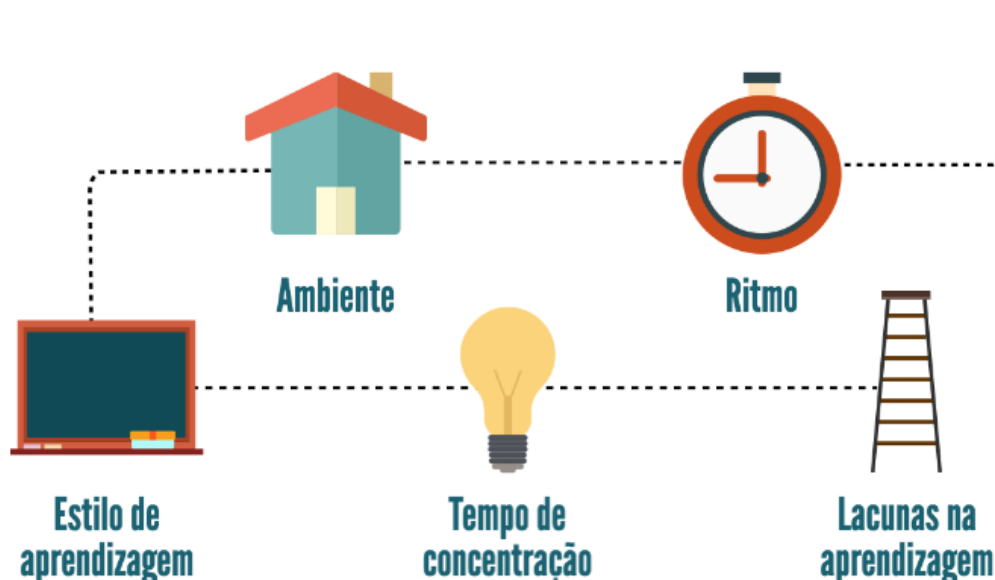 Ambiente
Ritmo
Estilo de
aprendizagem
Tempo de
concentração
Lacunas na
aprendizagem